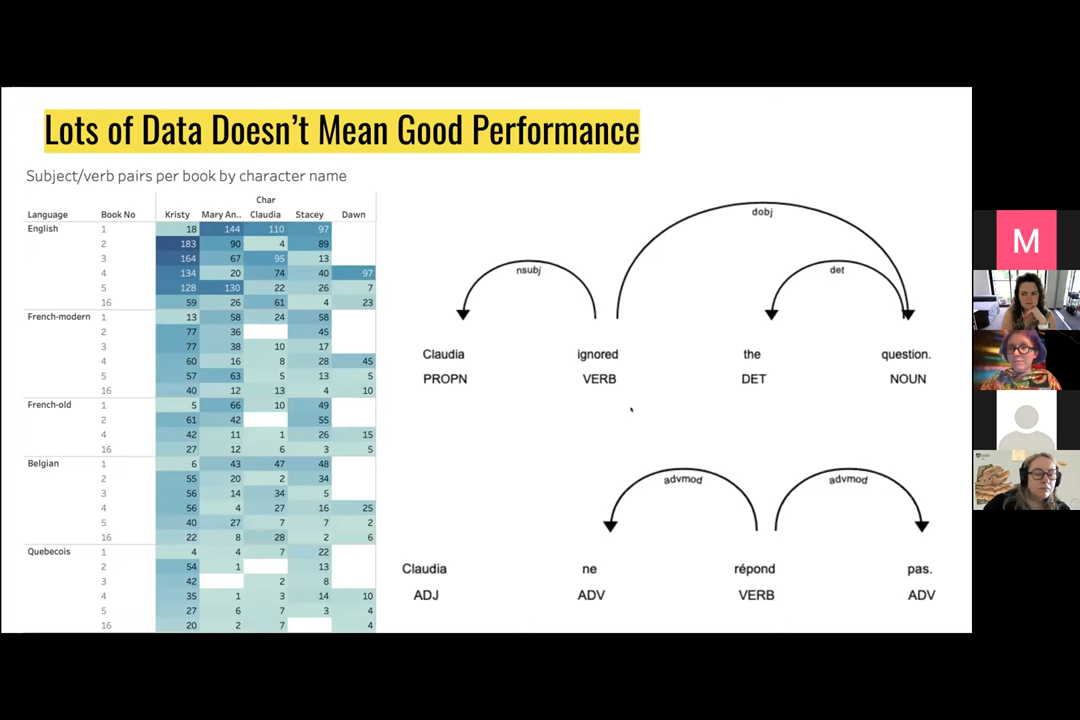 Lots of Data Doesn't Mean Good Performance
Subject/verb pairs per book by character name
Char
Language Book No Kristy Mary An.. Claudia Stacey Dawn
English 1 18 144 110 97
2 183 90 4 89
3 164 67 95 13
4 134 20 74 40 97
5 128 130 22 26 7
16 59 26 61 4 23
French-modern 1 13 58 24 58
2 77 36 45
3 77 38 10 17
4 60 16 8 28 45
5 57 63 5 13 5
16 40 12 13 4 10
French-old 1 5 66 10 49
2 61 42 55
4 42 11 1 26 15
16 27 12 6 3 5
Belgian 1 6 43 47 48
2 55 20 2 34
3 56 14 34 5
4 56 4 27 16 25
5 40 27 7 7 2
16 22 8 28 2 6
Quebecois 1 4 4 7 22
2 54 1 13
3 42 2 8
4 35 1 3 14 10
5 27 6 7 3 4
16 20 2 7 4
dobj
nsubj det
Claudia ignored the question.
PROPN VERB DET NOUN
advmod advmod
Claudia ne répond pas.
ADJ ADV VERB ADV
M